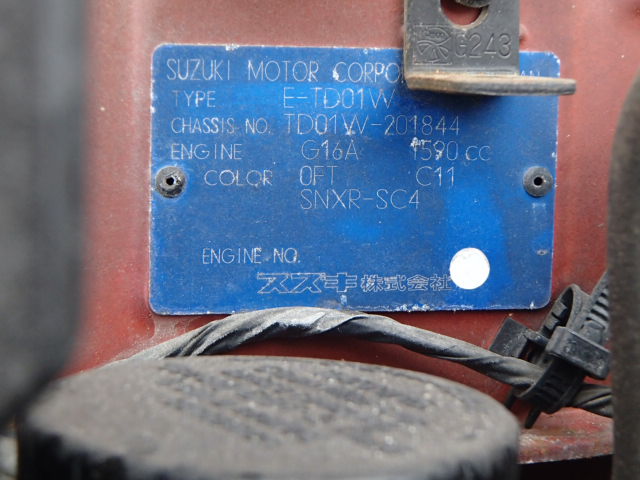 G243
SUZUKI MOTOR
TYPE E-TD01W
CHASSIS NO. TD01W-201844
ENGINE G16A 1590 cc
COLOR 0FT C11
SNXR-SC4
ENGINE NO.
スズキ株式会社